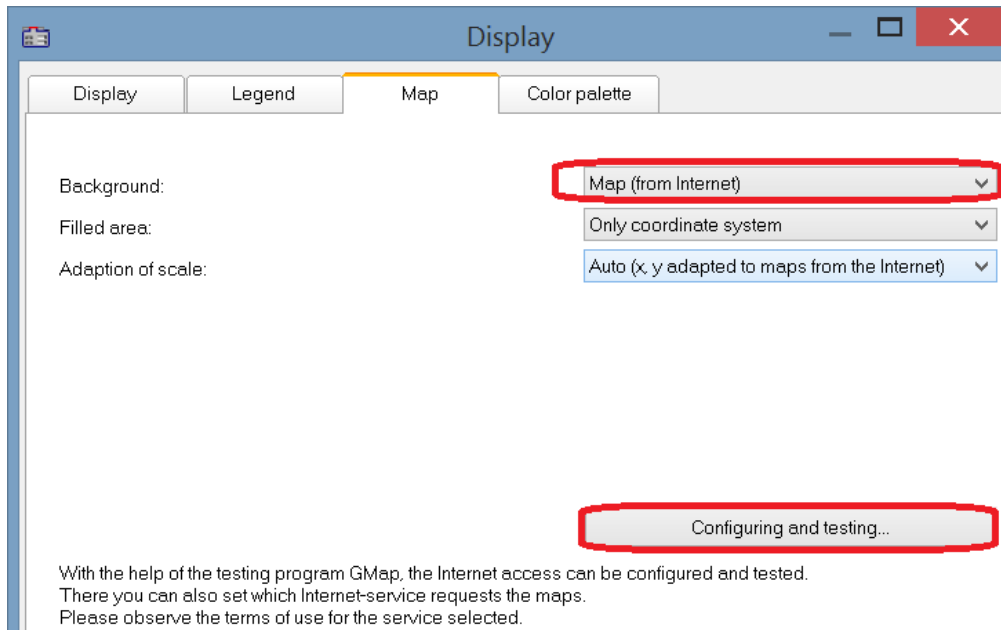 Display
Display Legend Map Color palette
Background: Map (from Internet)
Filled area: Only coordinate system
Adaption of scale: Auto (x, y adapted to maps from the Internet)
Configuring and testing...
With the help of the testing program GMap, the Internet access can be configured and tested.
There you can also set which Internet-service requests the maps.
Please observe the terms of use for the service selected.